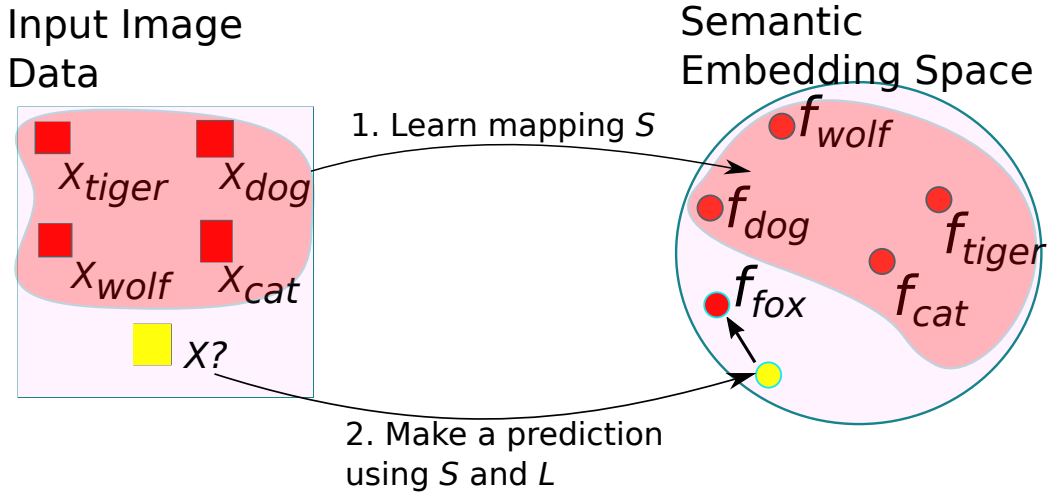 Input Image
Data
Semantic
Embedding Space
1. Learn mapping S
x_tiger
x_dog
x_wolf
x_cat
x?
f_wolf
f_dog
f_tiger
f_cat
f_fox
2. Make a prediction
using S and L